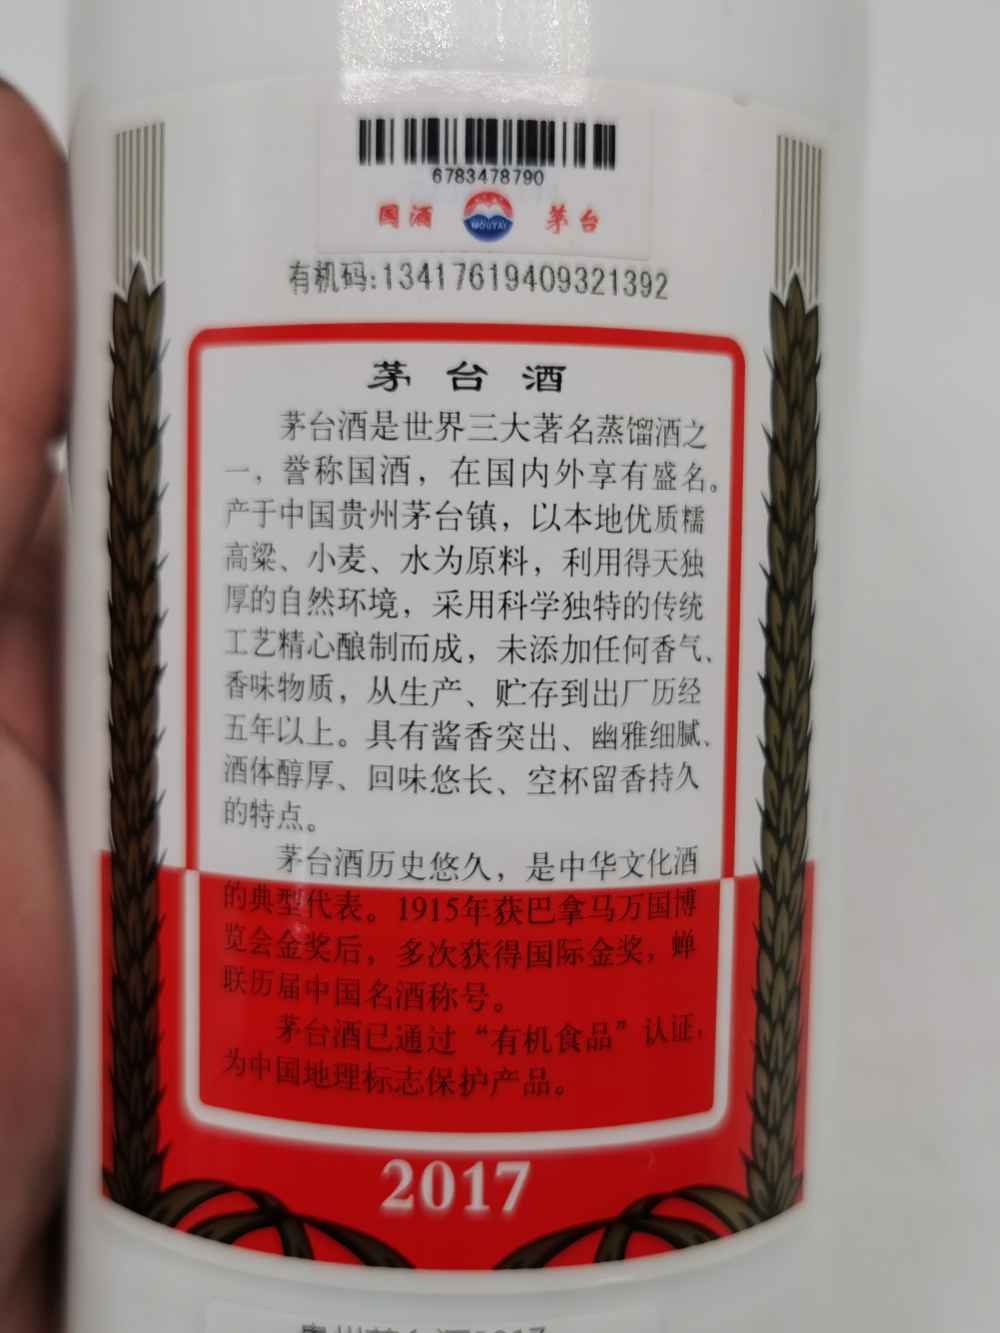 6783478790
国酒 MOUTAI 茅台
有机码:13417619409321392
茅台酒
茅台酒是世界三大著名蒸馏酒之
一，誉称国酒，在国内外享有盛名。
产于中国贵州茅台镇，以本地优质糯
高粱、小麦、水为原料，利用得天独
厚的自然环境，采用科学独特的传统
工艺精心酿制而成，未添加任何香气、
香味物质，从生产、贮存到出厂历经
五年以上。具有酱香突出、幽雅细腻、
酒体醇厚、回味悠长、空杯留香持久
的特点。
茅台酒历史悠久，是中华文化酒
的典型代表。1915年获巴拿马万国博
览会金奖后，多次获得国际金奖，蝉
联历届中国名酒称号。
茅台酒已通过“有机食品”认证，
为中国地理标志保护产品。
2017